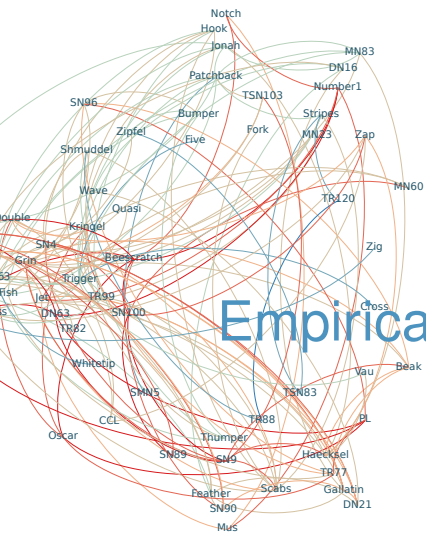 Notch
Hook
Jonah
MN83
DN16
Patchback
Number1
TSN103
SN96
Bumper
Stripes
Zipfel
Fork
MN23
Zap
Five
Shmuddel
MN60
Wave
TR120
Quasi
Kringel
SN4
Zig
Beescratch
Grin
63
Trigger
Fish
Jet
TR99
Cross
DN63
SN100
TR82
Empirica
Whitetip
Vau
Beak
SMN5
TSN83
CCL
TR88
PL
Oscar
Thumper
SN89
SN9
Haecksel
TR77
Feather
Scabs
Gallatin
SN90
DN21
Mus